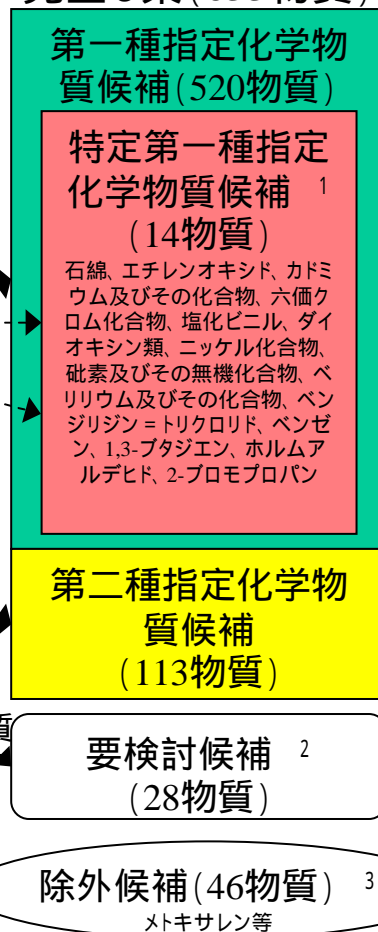 第一種指定化学物
質候補(520物質)
特定第一種指定
化学物質候補 1
(14物質)
石綿、エチレンオキシド、カドミ
ウム及びその化合物、六価ク
ロム化合物、塩化ビニル、ダイ
オキシン類、ニッケル化合物、
砒素及びその無機化合物、ベ
リリウム及びその化合物、ベン
ジリジン=トリクロリド、ベンゼ
ン、1,3-ブタジエン、ホルムア
ルデヒド、2-ブロモプロパン
第二種指定化学物
質候補
(113物質)
質
要検討候補 2
(28物質)
除外候補(46物質) 3
メトキサレン等